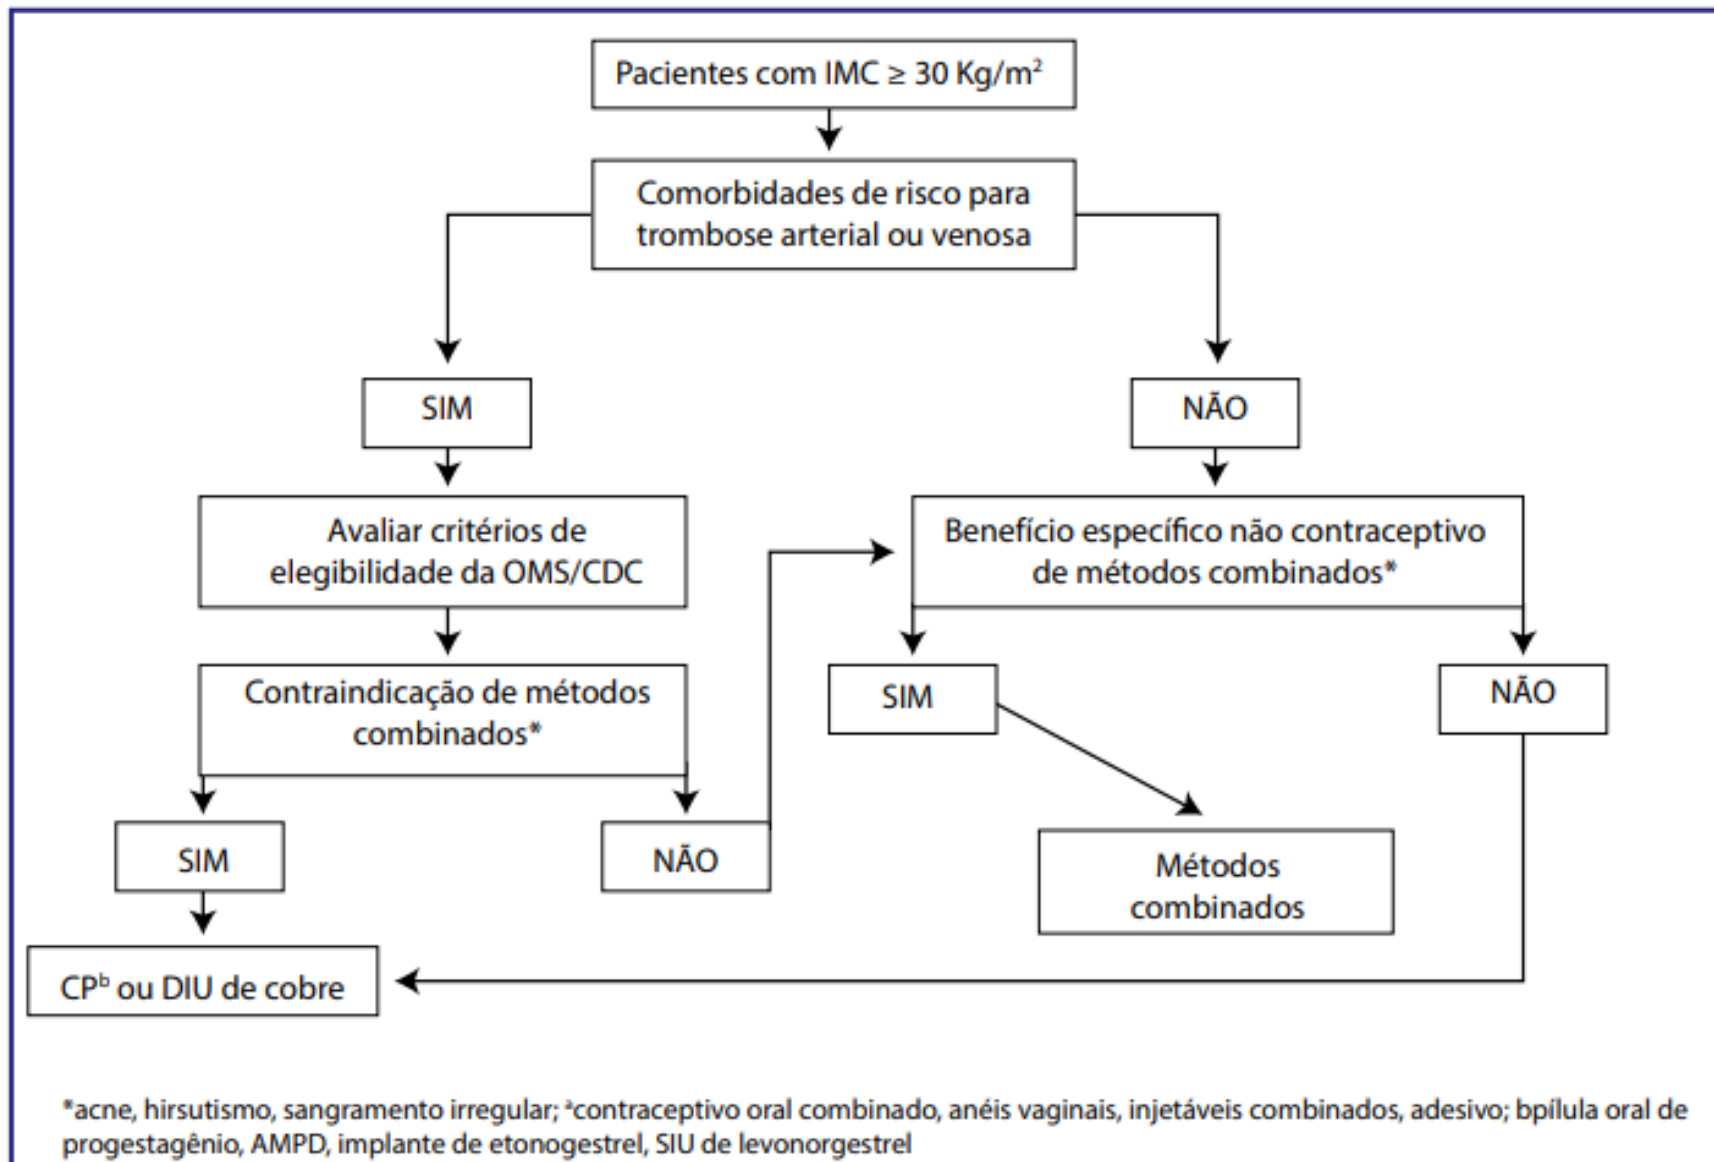 Pacientes com IMC ≥ 30 Kg/m²
Comorbidades de risco para
trombose arterial ou venosa
SIM
NÃO
Avaliar critérios de
elegibilidade da OMS/CDC
Benefício específico não contraceptivo
de métodos combinados*
Contraindicação de métodos
combinados*
SIM
NÃO
SIM
NÃO
Métodos
combinados
CPᵇ ou DIU de cobre
*acne, hirsutismo, sangramento irregular; ªcontraceptivo oral combinado, anéis vaginais, injetáveis combinados, adesivo; bpílula oral de
progestagênio, AMPD, implante de etonogestrel, SIU de levonorgestrel